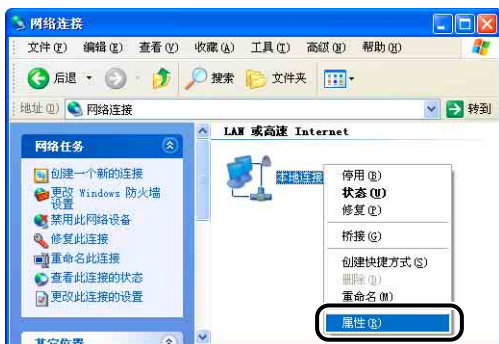 网络连接
文件(F) 编辑(E) 查看(V) 收藏(A) 工具(T) 高级(N) 帮助(H)
后退 搜索 文件夹
地址(D) 网络连接 转到
网络任务
创建一个新的连接
更改 Windows 防火墙
设置
禁用此网络设备
修复此连接
重命名此连接
查看此连接的状态
更改此连接的设置
其它位置
LAN 或高速 Internet
本地连接
停用(B)
状态(U)
修复(P)
桥接(G)
创建快捷方式(S)
删除(D)
重命名(M)
属性(R)